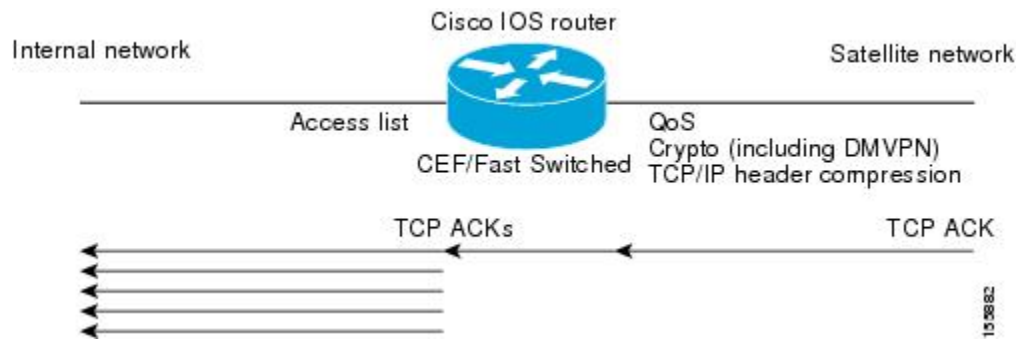 Cisco IOS router
Internal network
Satellite network
Access list
CEF/Fast Switched
QoS
Crypto (including DMVPN)
TCP/IP header compression
TCP ACKs
TCP ACK
155882